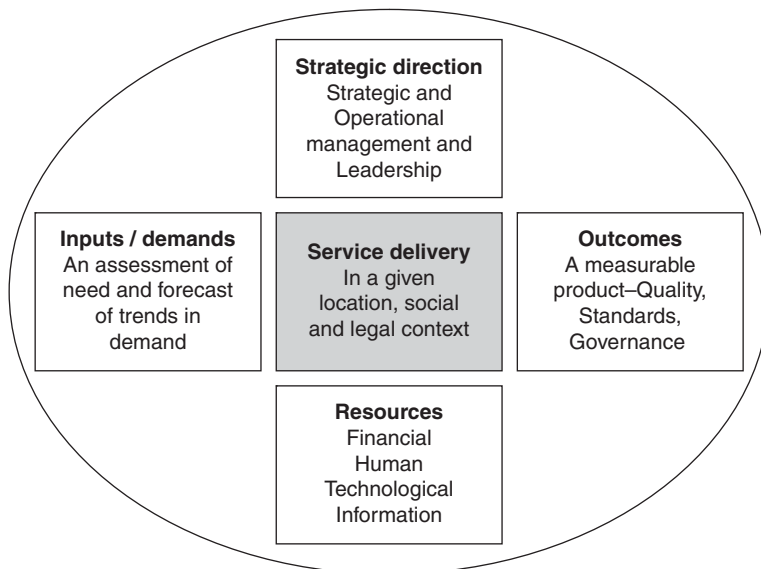 Strategic direction
Strategic and
Operational
management and
Leadership
Inputs / demands
An assessment of
need and forecast
of trends in
demand
Service delivery
In a given
location, social
and legal context
Outcomes
A measurable
product–Quality,
Standards,
Governance
Resources
Financial
Human
Technological
Information